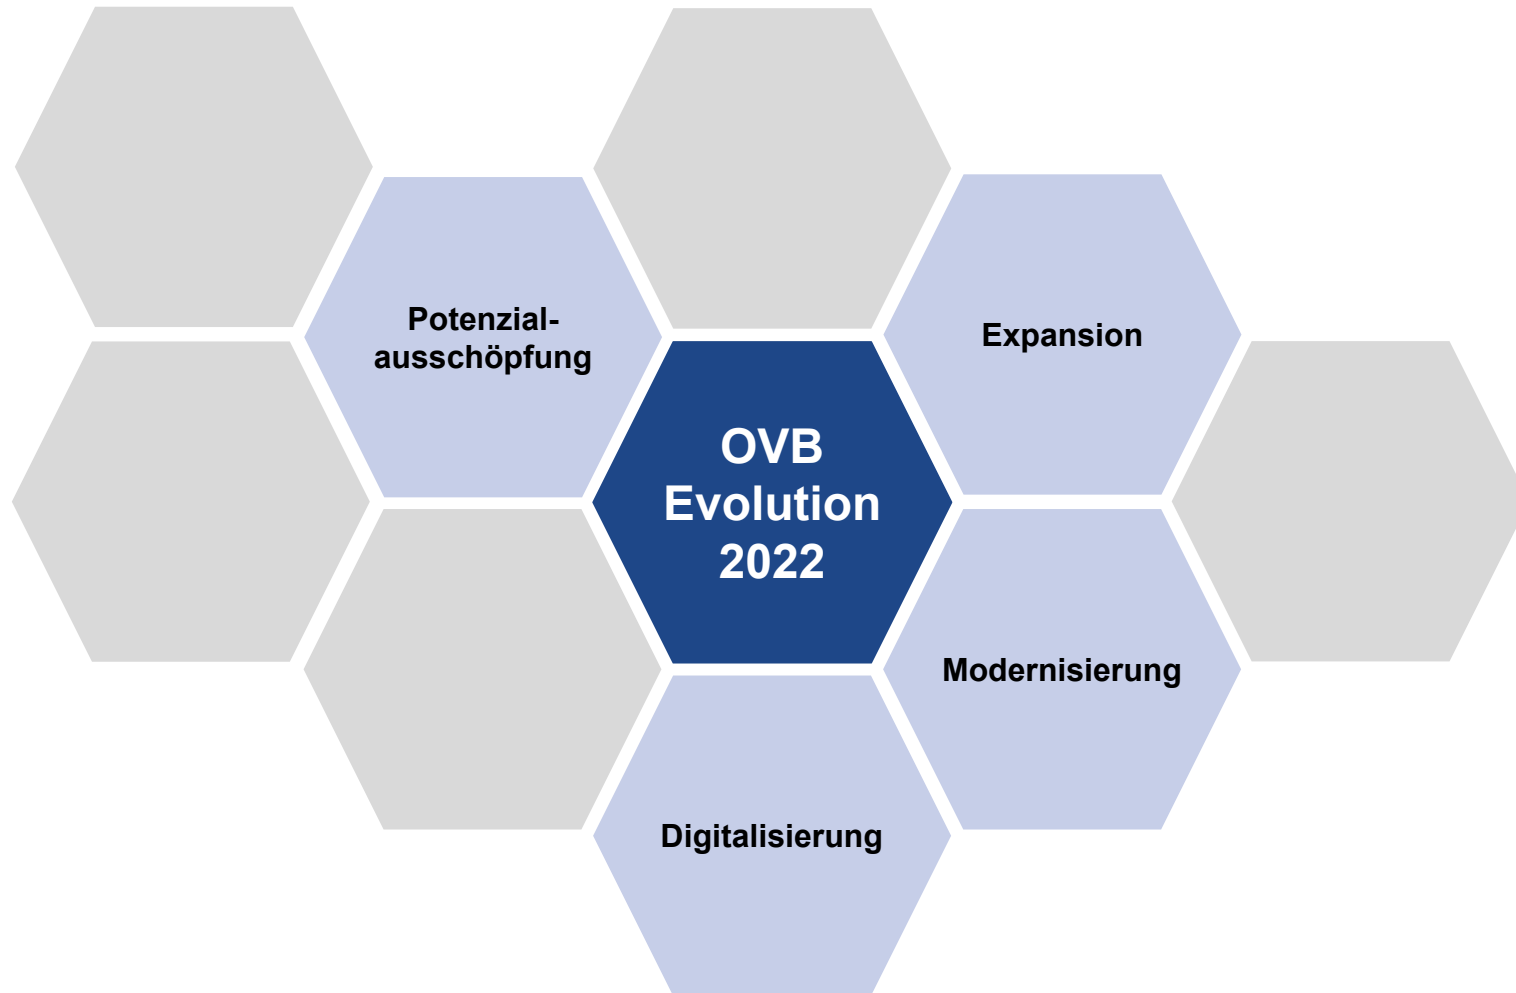 Potenzial-
ausschöpfung
Expansion
OVB
Evolution
2022
Modernisierung
Digitalisierung